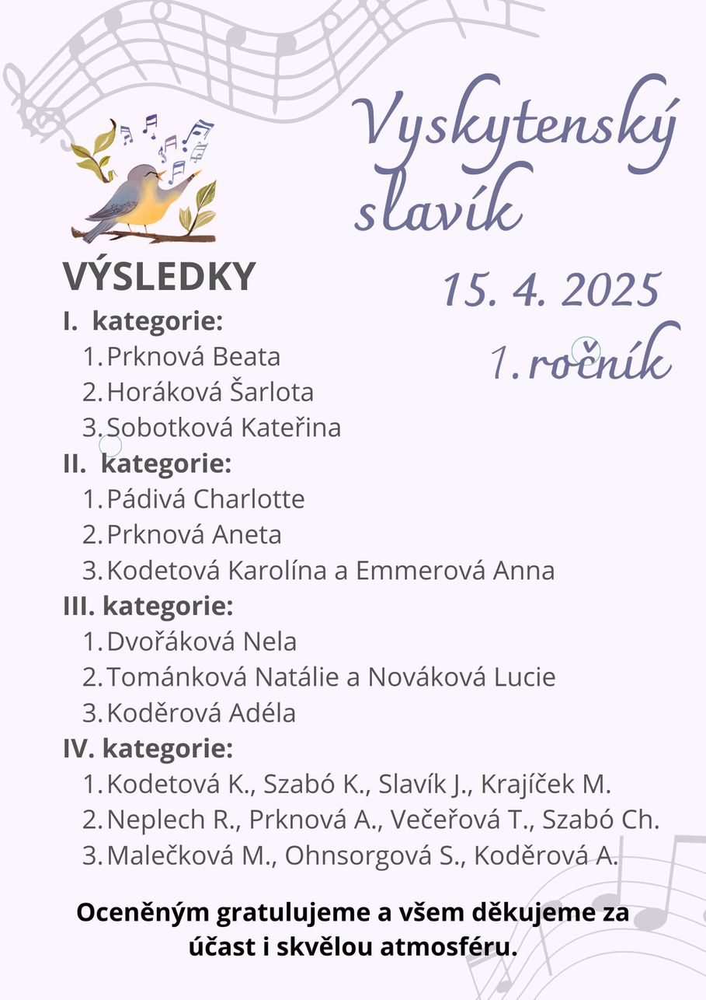 Vyskytenský
slavík
15. 4. 2025
1. ročník
VÝSLEDKY
I. kategorie:
1. Prknová Beata
2. Horáková Šarlota
3. Sobotková Kateřina
II. kategorie:
1. Pádivá Charlotte
2. Prknová Aneta
3. Kodetová Karolína a Emmerová Anna
III. kategorie:
1. Dvořáková Nela
2. Tománková Natálie a Nováková Lucie
3. Koděrová Adéla
IV. kategorie:
1. Kodetová K., Szabó K., Slavík J., Krajíček M.
2. Neplech R., Prknová A., Večeřová T., Szabó Ch.
3. Malečková M., Ohnsorgová S., Koděrová A.
Oceněným gratulujeme a všem děkujeme za
účast i skvělou atmosféru.